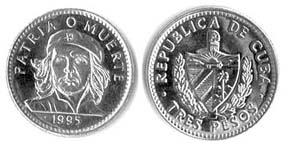 PATRIA O MUERTE
1995
REPUBLICA DE CUBA
TRES PESOS